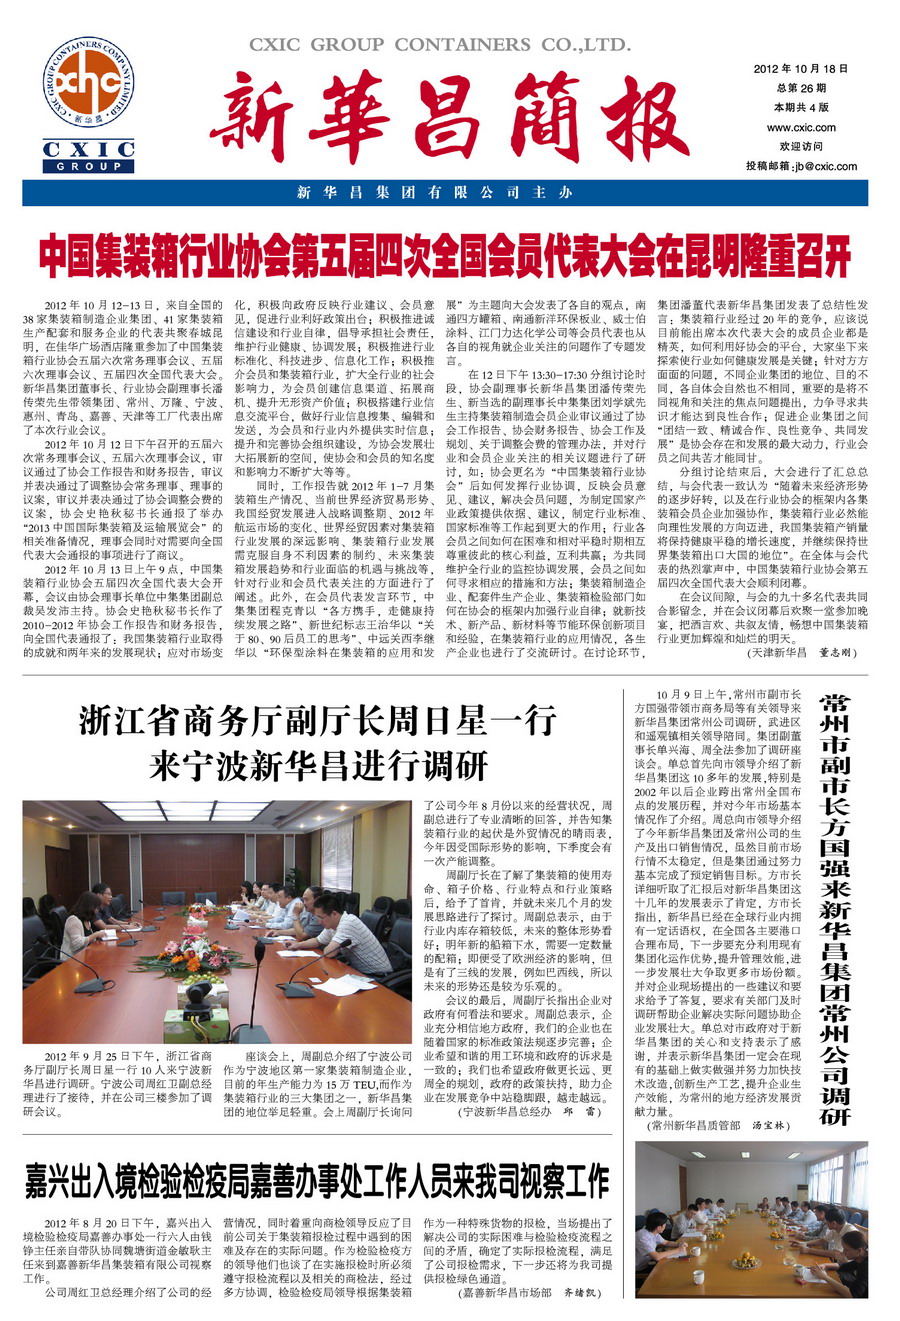 CXIC GROUP CONTAINERS CO.,LTD.
CXIC GROUP CONTAINERS COMPANY LIMITED
xhc
新华昌
CXIC
GROUP
新華昌簡报
2012年10月18日
总第26期
本期共4版
www.cxic.com
欢迎访问
投稿邮箱:jb@cxic.com
新华昌集团有限公司主办
中国集装箱行业协会第五届四次全国会员代表大会在昆明隆重召开
2012年10月12-13日，来自全国的
38家集装箱制造企业集团、41家集装箱
生产配套和服务企业的代表共聚春城昆
明，在佳华广场酒店隆重参加了中国集装
箱行业协会五届六次常务理事会议、五届
六次理事会议、五届四次全国代表大会。
新华昌集团董事长、行业协会副理事长潘
传荣先生带领集团、常州、万隆、宁波、
惠州、青岛、嘉善、天津等工厂代表出席
了本次行业会议。
2012年10月12日下午召开的五届六
次常务理事会议、五届六次理事会议，审
议通过了协会工作报告和财务报告，审议
并表决通过了调整协会常务理事、理事的
议案，审议并表决通过了协会调整会费的
议案，协会史艳秋秘书长通报了举办
“2013中国国际集装箱及运输展览会”的
相关准备情况，理事会同时对需要向全国
代表大会通报的事项进行了商议。
2012年10月13日上午9点，中国集
装箱行业协会五届四次全国代表大会开
幕，会议由协会理事长单位中集集团副总
裁吴发沛主持。协会史艳秋秘书长作了
2010-2012年协会工作报告和财务报告，
向全国代表通报了：我国集装箱行业取得
的成就和两年来的发展现状；应对市场变
化，积极向政府反映行业建议、会员意
见，促进行业利好政策出台；积极推进诚
信建设和行业自律，倡导承担社会责任，
维护行业健康、协调发展；积极推进行业
标准化、科技进步、信息化工作；积极推
介会员和集装箱行业，扩大全行业的社会
影响力，为会员创建信息渠道、拓展商
机、提升无形资产价值；积极搭建行业信
息交流平台，做好行业信息搜集、编辑和
发送，为会员和行业内外提供实时信息；
提升和完善协会组织建设，为协会发展壮
大拓展新的空间，使协会和会员的知名度
和影响力不断扩大等等。
同时，工作报告就2012年1-7月集
装箱生产情况、当前世界经济贸易形势、
我国经贸发展进入战略调整期、2012年
航运市场的变化、世界经贸因素对集装箱
行业发展的深远影响、集装箱行业发展
需克服自身不利因素的制约、未来集装
箱发展趋势和行业面临的机遇与挑战等，
针对行业和会员代表关注的方面进行了
阐述。此外，在会员代表发言环节，中
集集团程克青以“各方携手，走健康持
续发展之路”、新世纪标志王治华以“关
于80、90后员工的思考”、中远关西李继
华以“环保型涂料在集装箱的应用和发
展”为主题向大会发表了各自的观点，南
通四方罐箱、南通新洋环保板业、威士伯
涂料、江门力达化学公司等会员代表也从
各自的视角就企业关注的问题作了专题发
言。
在12日下午13:30-17:30分组讨论时
段，协会副理事长新华昌集团潘传荣先
生、新当选的副理事长中集集团刘学斌先
生主持集装箱制造会员企业审议通过了协
会工作报告、协会财务报告、协会工作及
规划、关于调整会费的管理办法，并对行
业和会员企业关注的相关议题进行了研
讨，如：协会更名为“中国集装箱行业协
会”后如何发挥行业协调，反映会员意
见、建议，解决会员问题，为制定国家产
业政策提供依据、建议，制定行业标准、
国家标准等工作起到更大的作用；行业各
会员之间如何在困难和相对平稳时期相互
尊重彼此的核心利益，互利共赢；为共同
维护全行业的监控协调发展，会员之间如
何寻求相应的措施和方法；集装箱制造企
业、配套件生产企业、集装箱检验部门如
何在协会的框架内加强行业自律；就新技
术、新产品、新材料等节能环保创新项目
和经验，在集装箱行业的应用情况，各生
产企业也进行了交流研讨。在讨论环节，
集团潘董代表新华昌集团发表了总结性发
言；集装箱行业经过20年的竞争，应该说
目前能出席本次代表大会的成员企业都是
精英，如何利用好协会的平台，大家坐下来
探索使行业如何健康发展是关键；针对方方
面面的问题，不同企业集团的地位、目的不
同，各自体会自然也不相同，重要的是将不
同视角和关注的焦点问题提出，力争寻求共
识才能达到良性合作；促进企业集团之间
“团结一致、精诚合作、良性竞争、共同发
展”是协会存在和发展的最大动力，行业会
员之间共苦才能同甘。
分组讨论结束后，大会进行了汇总总
结，与会代表一致认为“随着未来经济形势
的逐步好转，以及在行业协会的框架内各集
装箱会员企业加强协作，集装箱行业必然能
向理性发展的方向迈进，我国集装箱产销量
将保持健康平稳的增长速度，并继续保持世
界集装箱出口大国的地位”。在全体与会代
表的热烈掌声中，中国集装箱行业协会第五
届四次全国代表大会顺利闭幕。
在会议间隙，与会的九十多名代表共同
合影留念，并在会议闭幕后欢聚一堂参加晚
宴，把酒言欢、共叙友情，畅想中国集装箱
行业更加辉煌和灿烂的明天。
（天津新华昌 董志刚）
浙江省商务厅副厅长周日星一行
来宁波新华昌进行调研
2012年9月25日下午，浙江省商
务厅副厅长周日星一行10人来宁波新
华昌进行调研。宁波公司周红卫副总经
理进行了接待，并在公司三楼参加了调
研会议。
座谈会上，周副总介绍了宁波公司
作为宁波地区第一家集装箱制造企业，
目前的年生产能力为15万TEU,而作为
集装箱行业的三大集团之一，新华昌集
团的地位举足轻重。会上周副厅长询问
了公司今年8月份以来的经营状况，周
副总进行了专业清晰的回答，并告知集
装箱行业的起伏是外贸情况的晴雨表，
今年因受国际形势的影响，下季度会有
一次产能调整。
周副厅长在了解了集装箱的使用寿
命、箱子价格、行业特点和行业策略
后，给予了首肯，并就未来几个月的发
展思路进行了探讨。周副总表示，由于
行业内库存箱较低，未来的整体形势看
好；明年新的船箱下水，需要一定数量
的配箱；即便受了欧洲经济的影响，但
是有了三线的发展，例如巴西线，所以
未来的形势还是较为乐观的。
会议的最后，周副厅长指出企业对
政府有何看法和要求。周副总表示，企
业充分相信地方政府，我们的企业也在
随着国家的标准政策法规逐步完善；企
业希望和谐的用工环境和政府的诉求是
一致的；我们也希望政府做更长远、更
周全的规划，政府的政策扶持，助力企
业在发展竞争中站稳脚跟，越走越远。
（宁波新华昌总经办 邱雷）
常州市副市长方国强来新华昌集团常州公司调研
10月9日上午,常州市副市长
方国强带领市商务局等有关领导来
新华昌集团常州公司调研，武进区
和遥观镇相关领导陪同。集团副董
事长单兴海、周全法参加了调研座
谈会。单总首先向市领导介绍了新
华昌集团这10多年的发展,特别是
2002年以后企业跨出常州全国布
点的发展历程，并对今年市场基本
情况作了介绍。周总向市领导介绍
了今年新华昌集团及常州公司的生
产及出口销售情况，虽然目前市场
行情不太稳定，但是集团通过努力
基本完成了预定销售目标。方市长
详细听取了汇报后对新华昌集团这
十几年的发展表示了肯定，方市长
指出，新华昌已经在全球行业内拥
有一定话语权，在全国各主要港口
合理布局，下一步要充分利用现有
集团化运作优势,提升管理效能,进
一步发展壮大争取更多市场份额。
并对企业现场提出的一些建议和要
求给予了答复，要求有关部门及时
调研帮助企业解决实际问题协助企
业发展壮大。单总对市政府对于新
华昌集团的关心和支持表示了感
谢，并表示新华昌集团一定会在现
有的基础上做实做强并努力加快技
术改造,创新生产工艺,提升企业生
产效能，为常州的地方经济发展贡
献力量。
（常州新华昌质管部 汤宝林）
嘉兴出入境检验检疫局嘉善办事处工作人员来我司视察工作
2012年8月20日下午，嘉兴出入
境检验检疫局嘉善办事处一行六人由钱
铮主任亲自带队协同魏塘街道金敏耿主
任来到嘉善新华昌集装箱有限公司视察
工作。
公司周红卫总经理介绍了公司的经
营情况，同时着重向商检领导反应了目
前公司关于集装箱报检过程中遇到的困
难及存在的实际问题。作为检验检疫方
的领导他们也谈了在实施报检时所必须
遵守报检流程以及相关的商检法，经过
多方协调，检验检疫局领导根据集装箱
作为一种特殊货物的报检，当场提出了
解决公司的实际困难与检验检疫流程之
间的矛盾，确定了实际报检流程，满足
了公司报检需求，下一步还将为我司提
供报检绿色通道。
（嘉善新华昌市场部 齐绪凯）